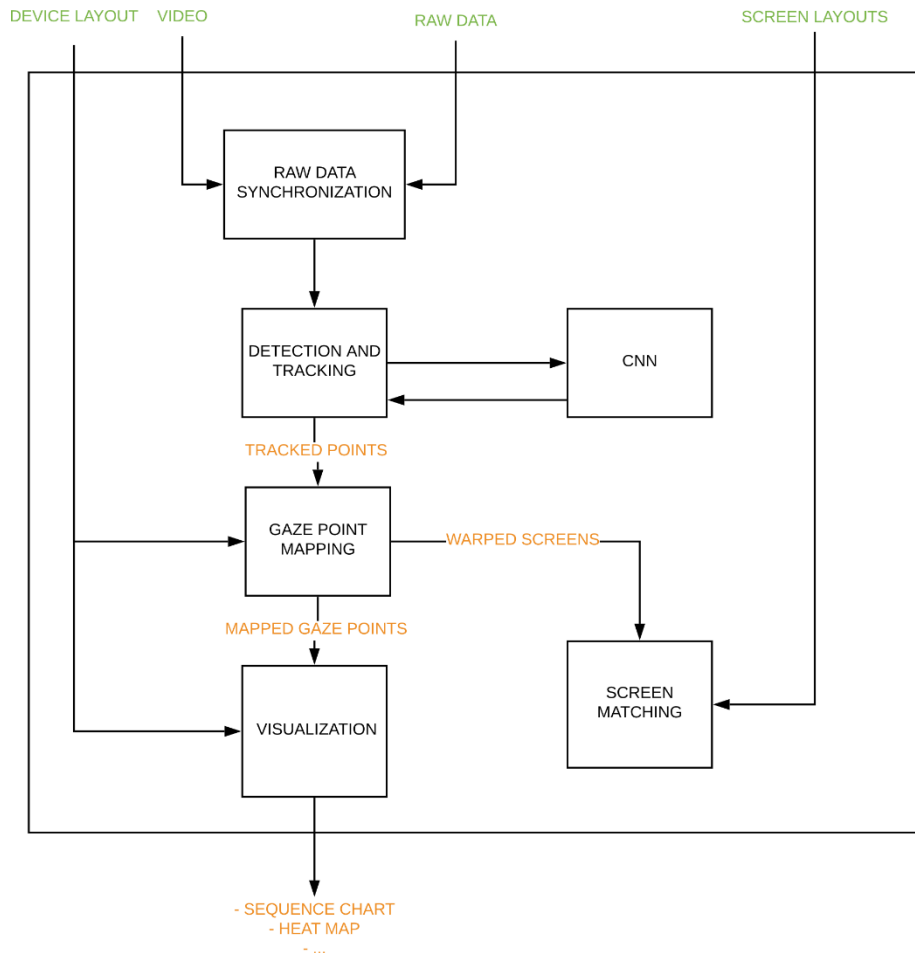 DEVICE LAYOUT
VIDEO
RAW DATA
SCREEN LAYOUTS
RAW DATA
SYNCHRONIZATION
DETECTION AND
TRACKING
CNN
TRACKED POINTS
GAZE POINT
MAPPING
WARPED SCREENS
MAPPED GAZE POINTS
VISUALIZATION
SCREEN
MATCHING
- SEQUENCE CHART
- HEAT MAP
- ...